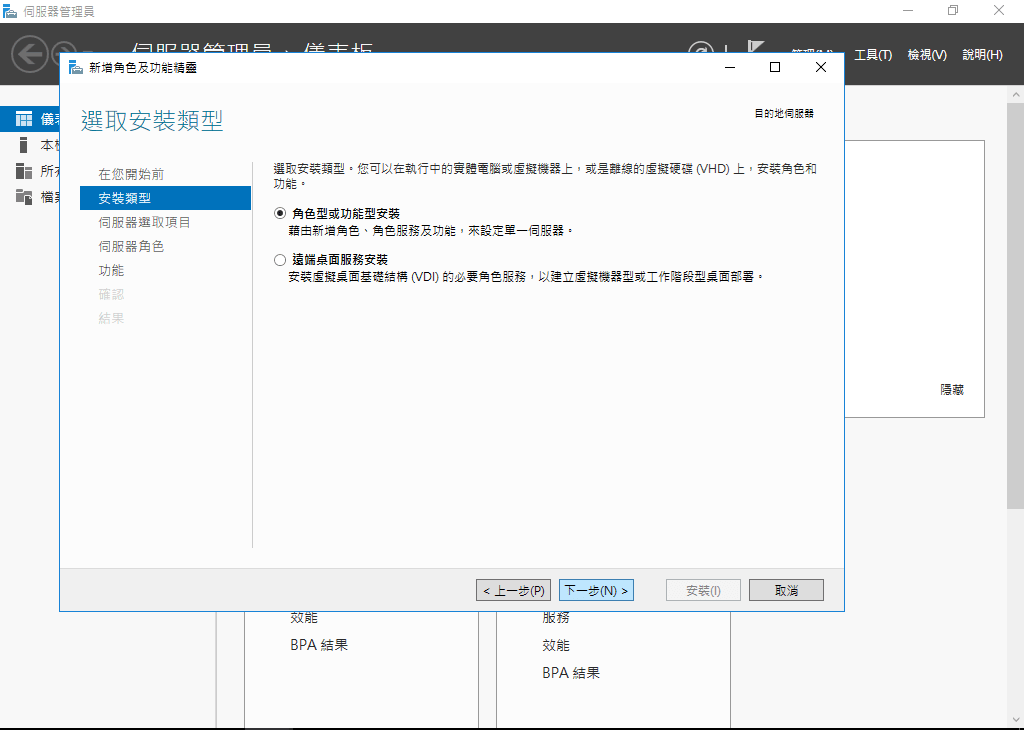 伺服器管理員
伺服器管理員 · 儀表板
管理(M)
工具(T)
檢視(V)
說明(H)
新增角色及功能精靈
選取安裝類型
目的地伺服器
在您開始前
安裝類型
伺服器選取項目
伺服器角色
功能
確認
結果
選取安裝類型。您可以在執行中的實體電腦或虛擬機器上，或是離線的虛擬硬碟 (VHD) 上，安裝角色和
功能。
角色型或功能型安裝
藉由新增角色、角色服務及功能，來設定單一伺服器。
遠端桌面服務安裝
安裝虛擬桌面基礎結構 (VDI) 的必要角色服務，以建立虛擬機器型或工作階段型桌面部署。
< 上一步(P)
下一步(N) >
安裝(I)
取消
隱藏
效能
BPA 結果
服務
效能
BPA 結果